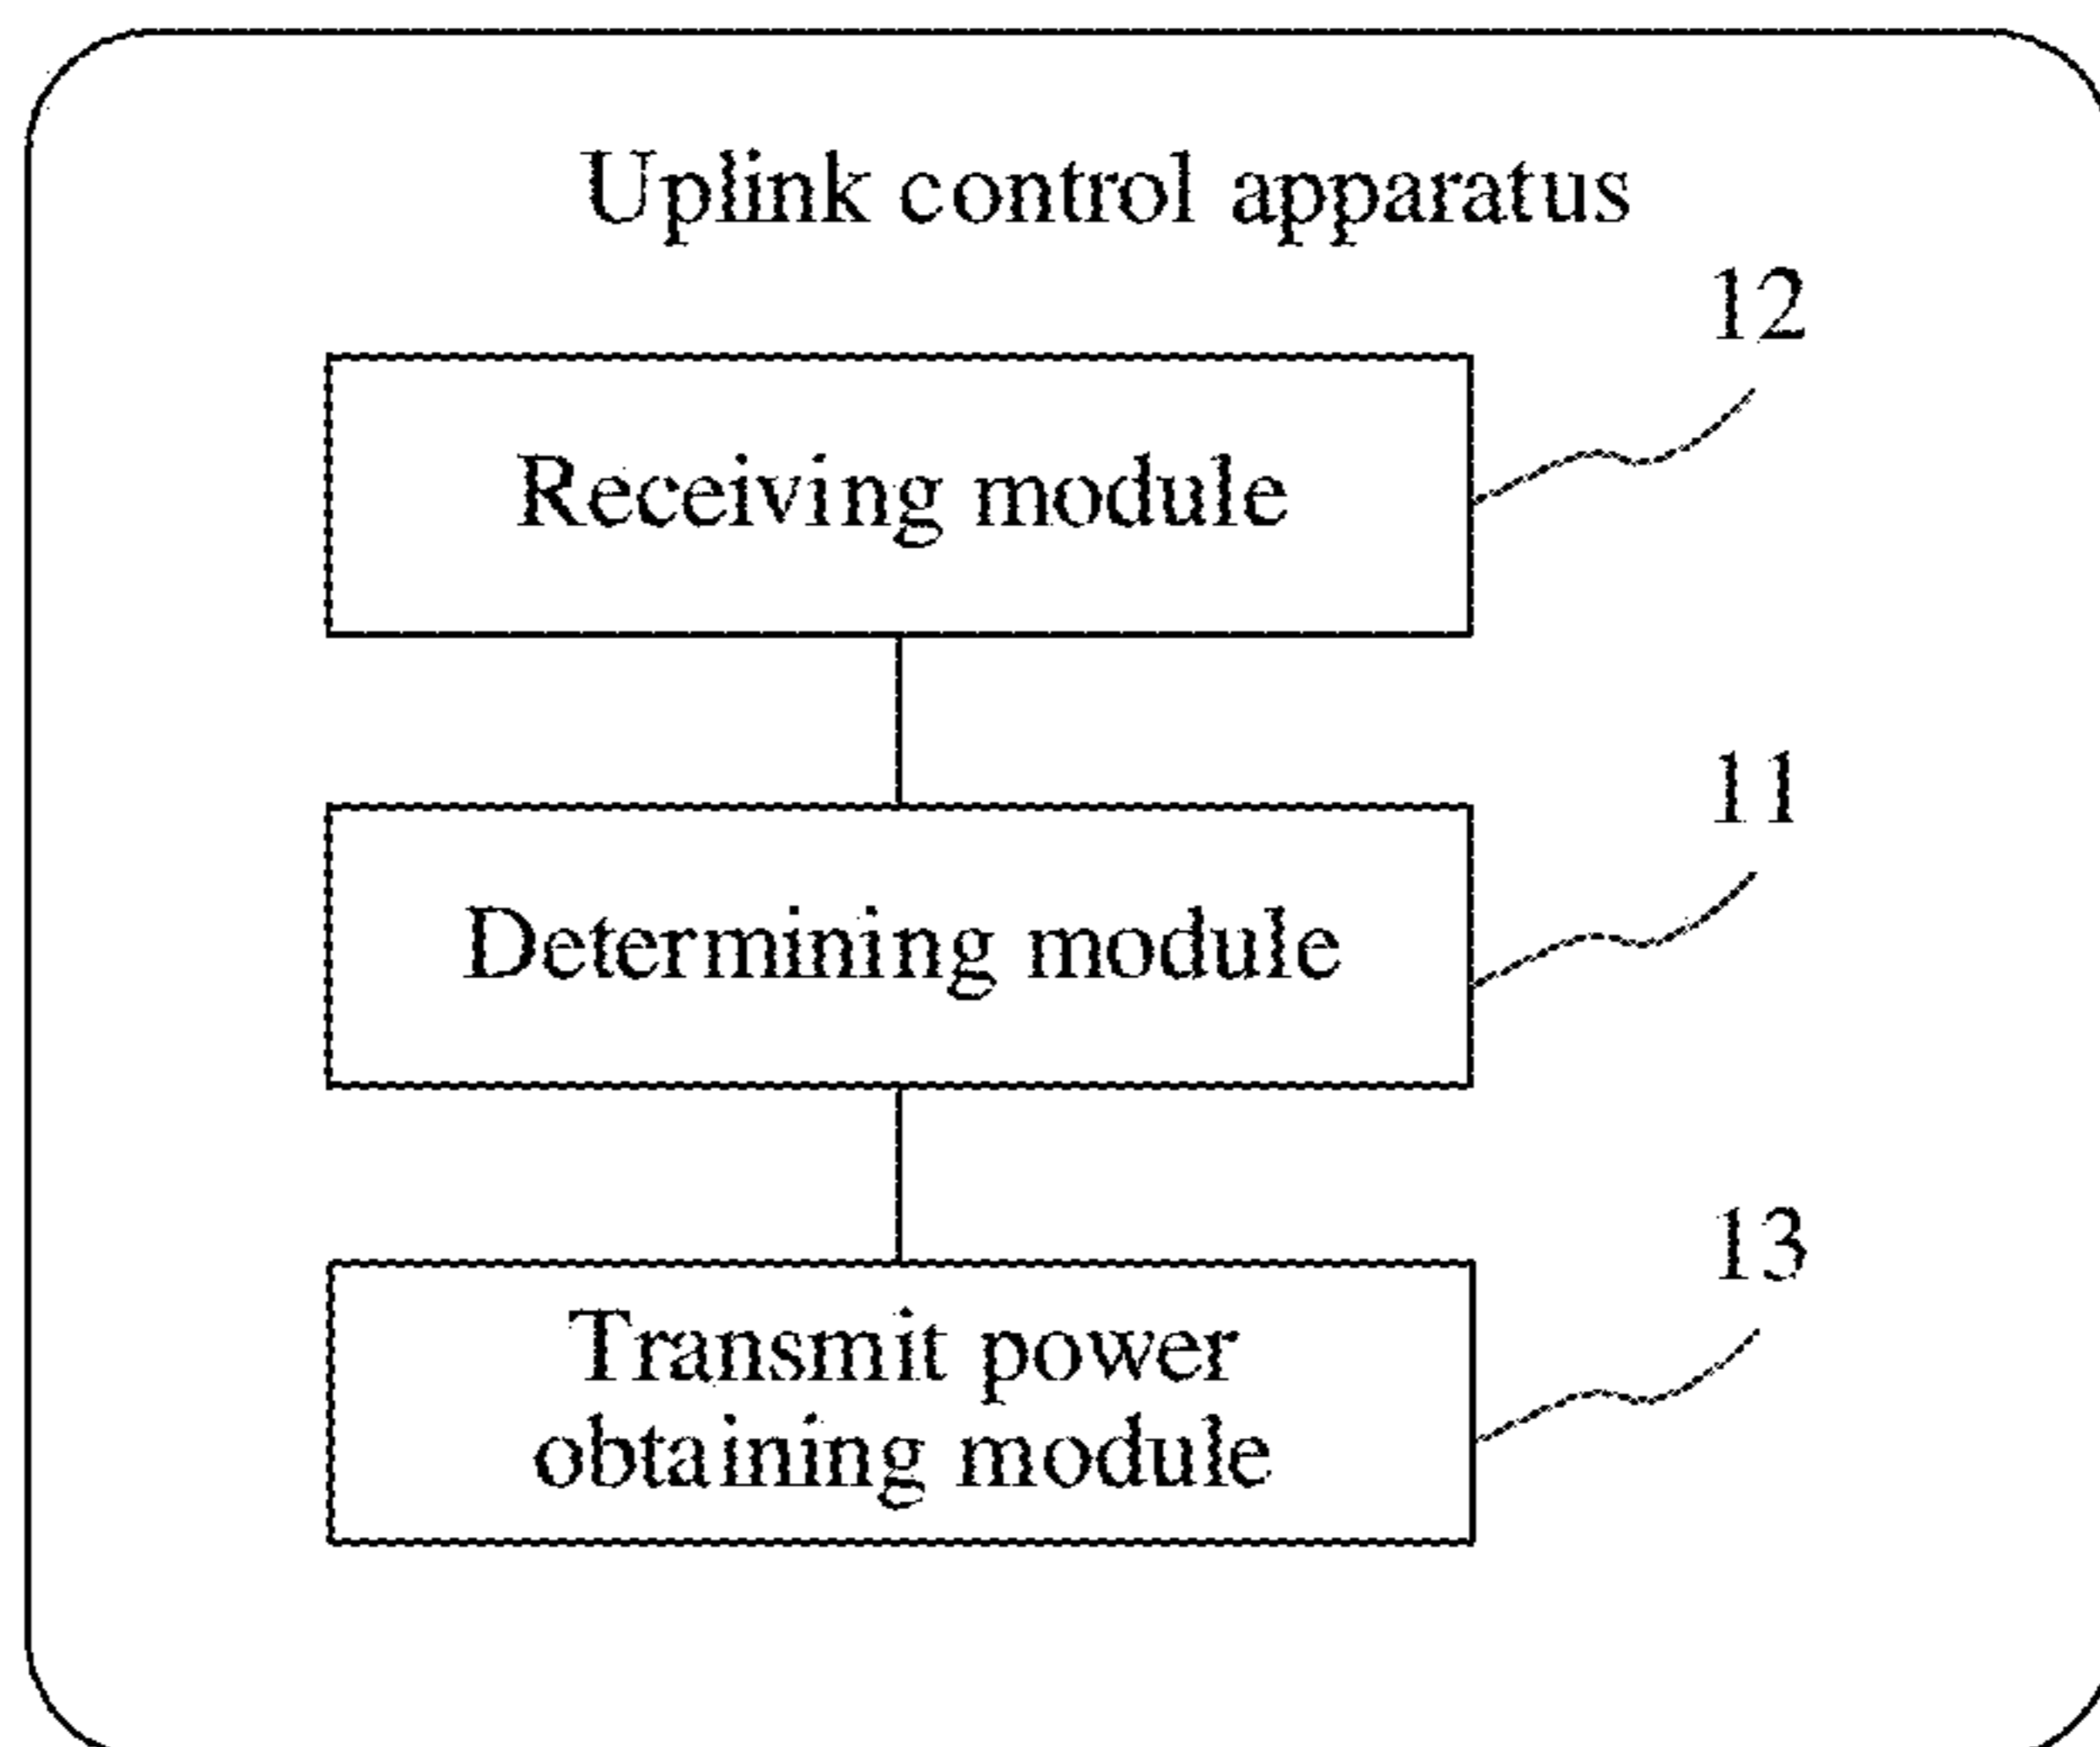 Uplink control apparatus
12
Receiving module
11
Determining module
13
Transmit power
obtaining module